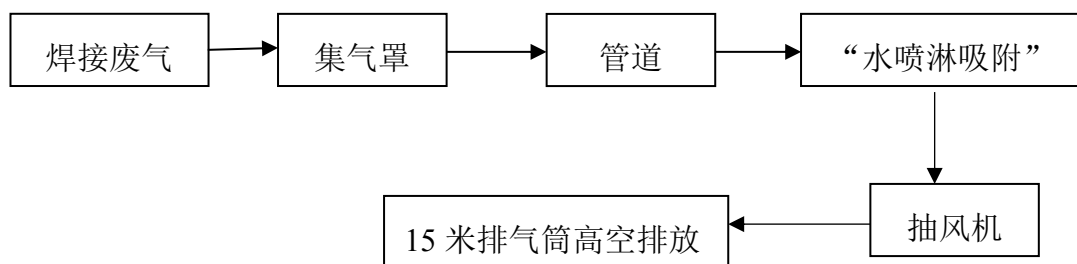 焊接废气
集气罩
管道
“水喷淋吸附”
抽风机
15 米排气筒高空排放